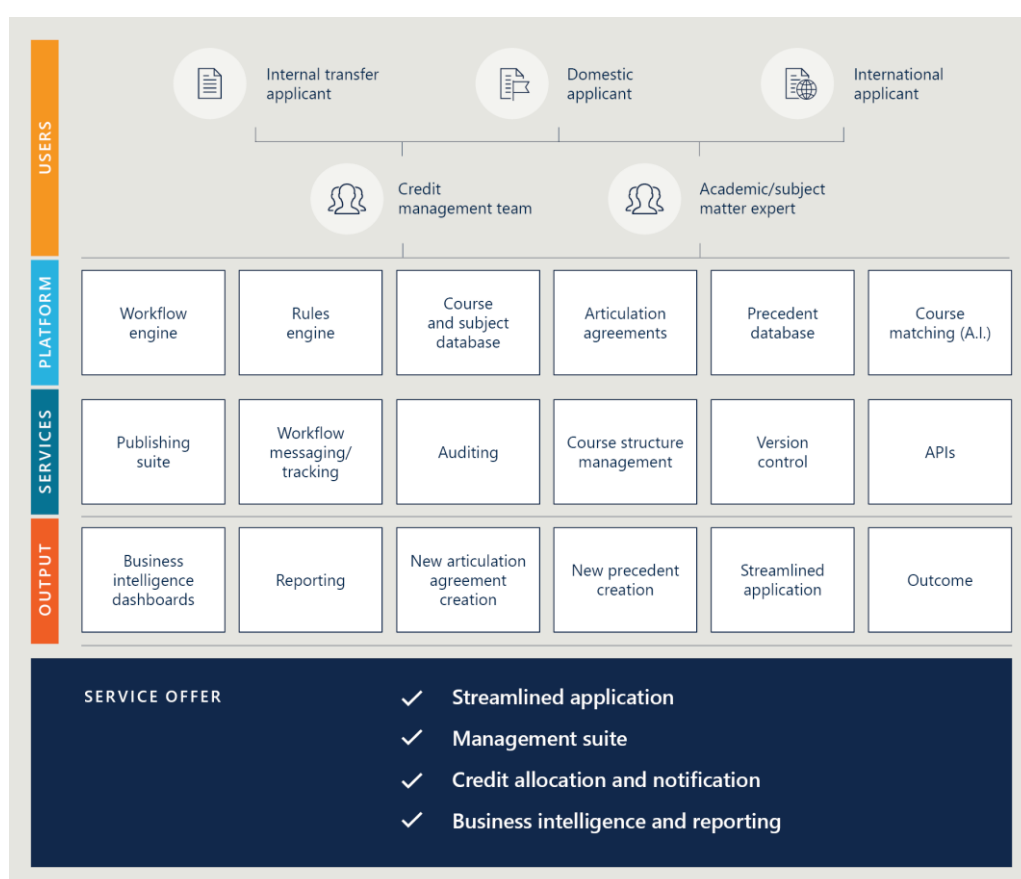 USERS
Internal transfer
applicant
Domestic
applicant
International
applicant
Credit
management team
Academic/subject
matter expert
PLATFORM
Workflow
engine
Rules
engine
Course
and subject
database
Articulation
agreements
Precedent
database
Course
matching (A.I.)
SERVICES
Publishing
suite
Workflow
messaging/
tracking
Auditing
Course structure
management
Version
control
APIs
OUTPUT
Business
intelligence
dashboards
Reporting
New articulation
agreement
creation
New precedent
creation
Streamlined
application
Outcome
SERVICE OFFER
Streamlined application
Management suite
Credit allocation and notification
Business intelligence and reporting